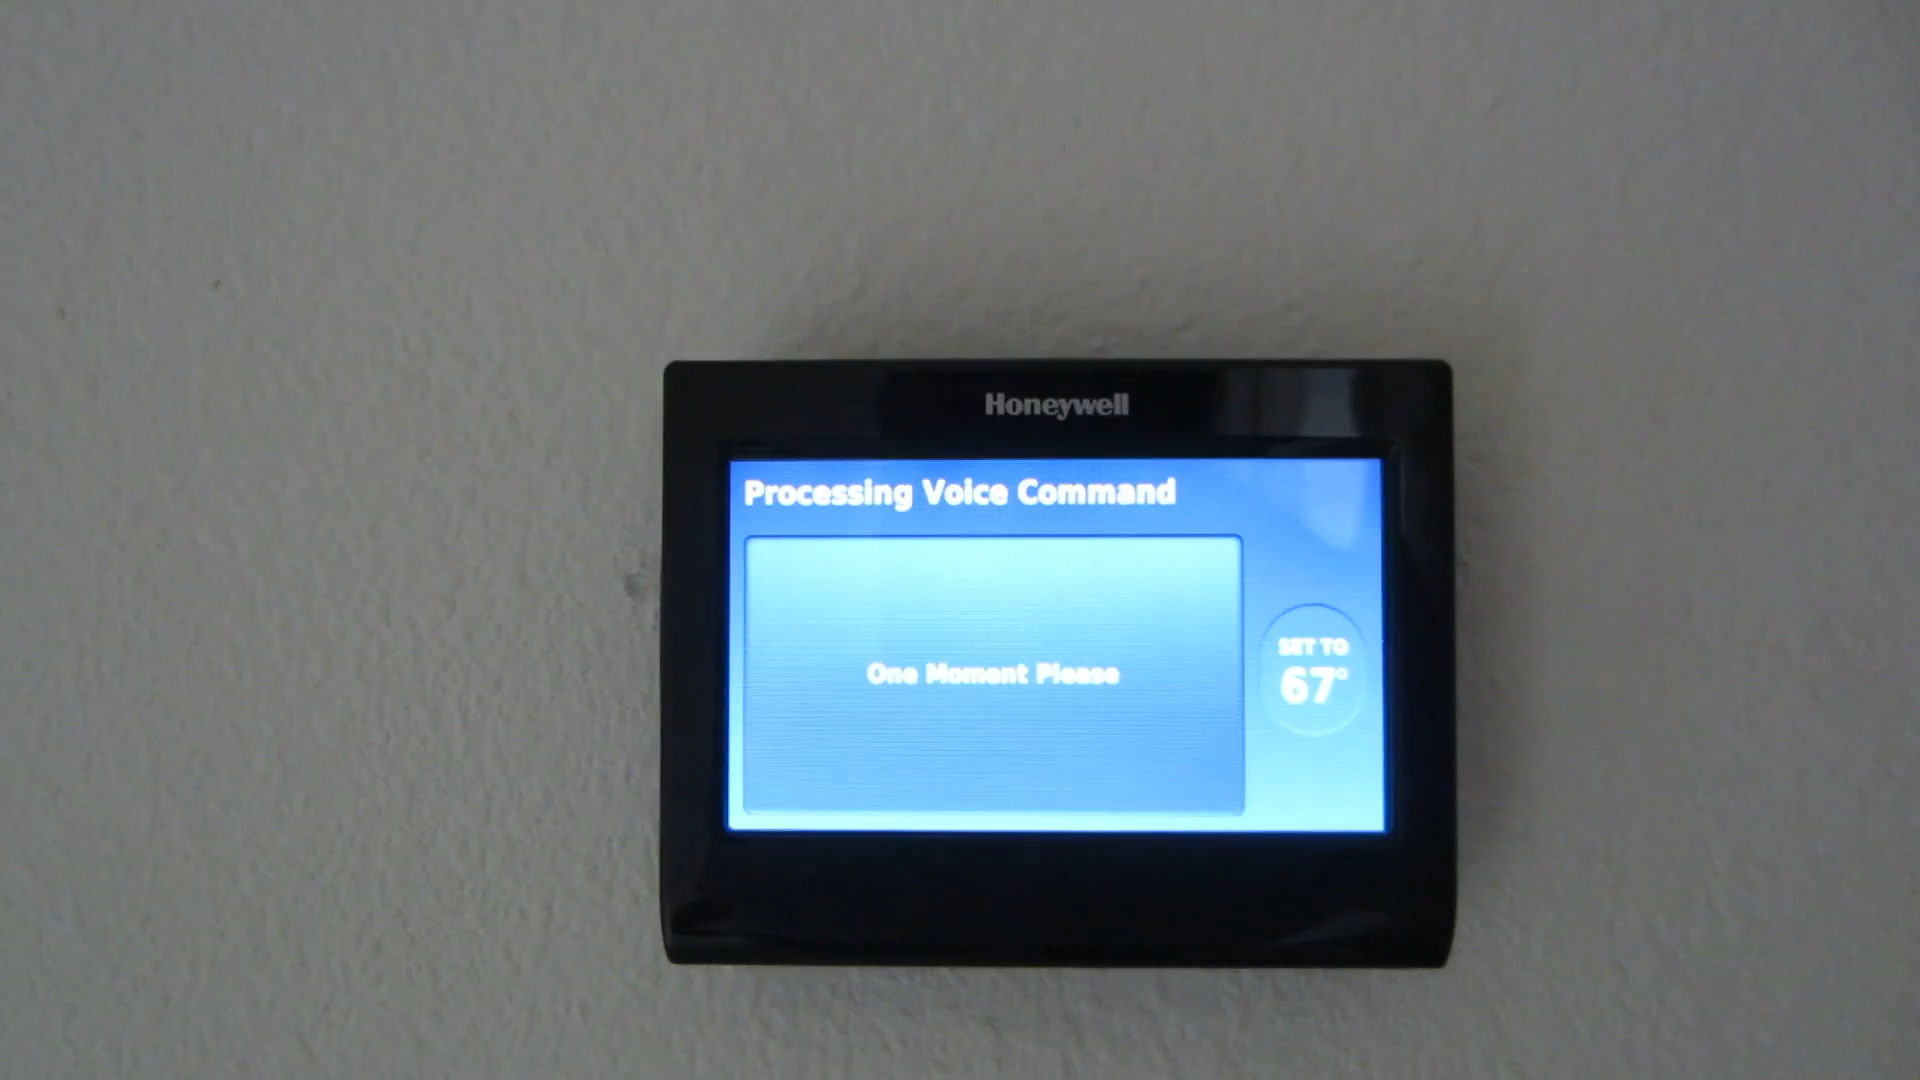 Honeywell
Processing Voice Command
One Moment Please
SET TO
67°